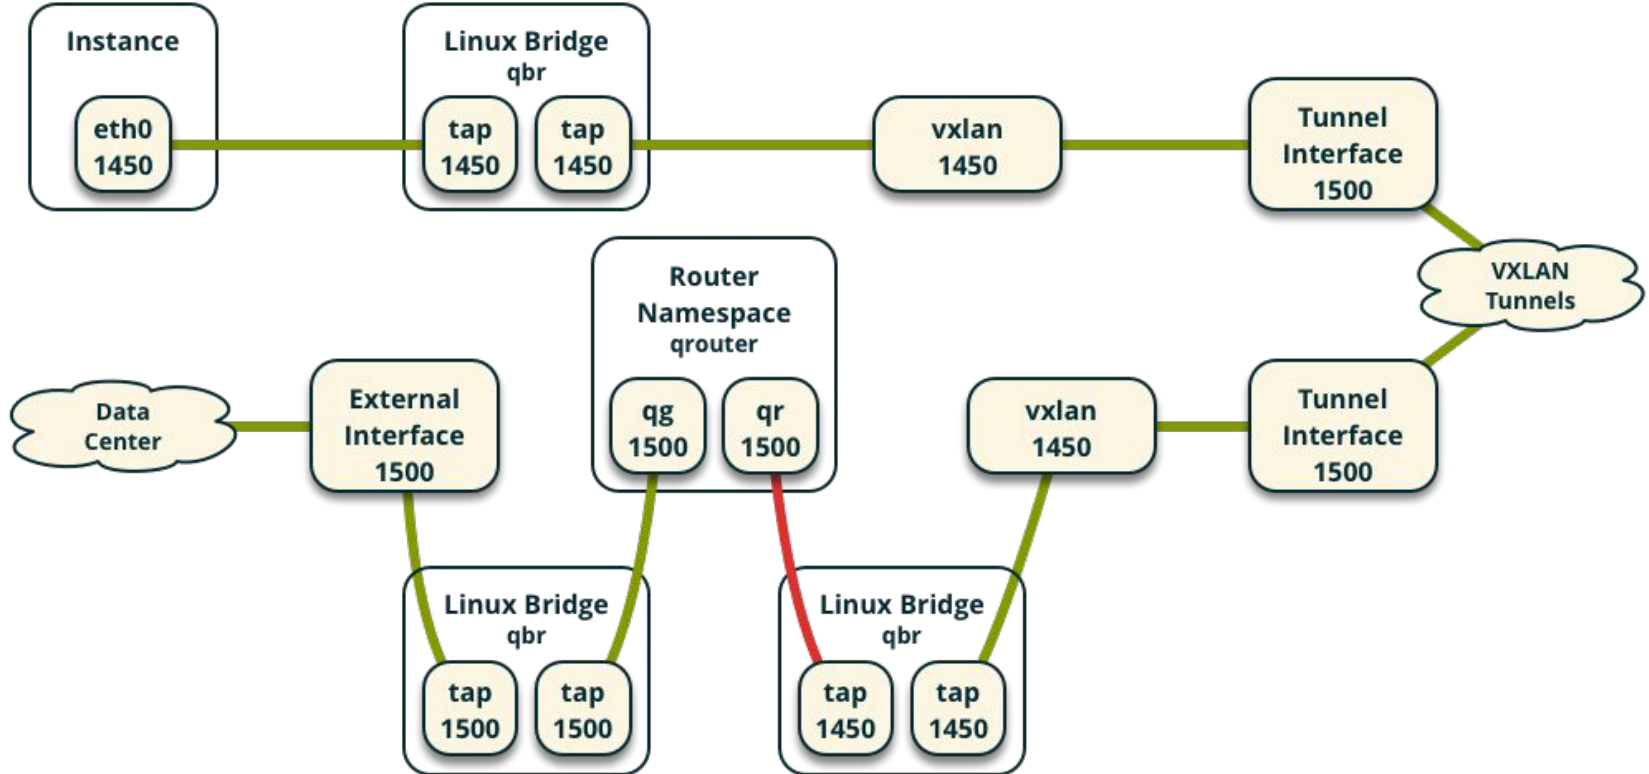 Instance
eth0
1450
Linux Bridge
qbr
tap
1450
tap
1450
vxlan
1450
Tunnel
Interface
1500
VXLAN
Tunnels
Router
Namespace
qrouter
qg
1500
qr
1500
Data
Center
External
Interface
1500
vxlan
1450
Tunnel
Interface
1500
Linux Bridge
qbr
tap
1500
tap
1500
Linux Bridge
qbr
tap
1450
tap
1450